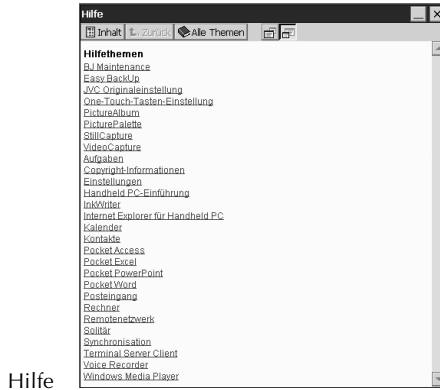 Hilfe
Inhalt Zurück Alle Themen
Hilfethemen
BJ Maintenance
Easy BackUp
JVC Originaleinstellung
One-Touch-Tasten-Einstellung
PictureAlbum
PicturePalette
StillCapture
VideoCapture
Aufgaben
Copyright-Informationen
Einstellungen
Handheld PC-Einführung
InkWriter
Internet Explorer für Handheld PC
Kalender
Kontakte
Pocket Access
Pocket Excel
Pocket PowerPoint
Pocket Word
Posteingang
Rechner
Remotenetzwerk
Solitär
Synchronisation
Terminal Server Client
Voice Recorder
Windows Media Player
Hilfe